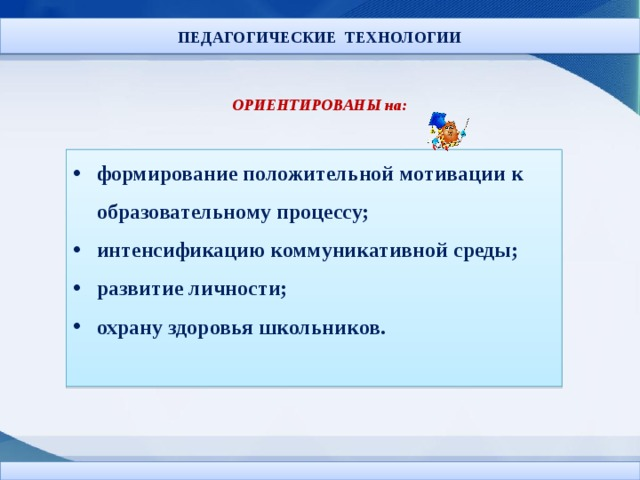 ПЕДАГОГИЧЕСКИЕ ТЕХНОЛОГИИ
ОРИЕНТИРОВАНЫ на:
• формирование положительной мотивации к
образовательному процессу;
• интенсификацию коммуникативной среды;
• развитие личности;
• охрану здоровья школьников.